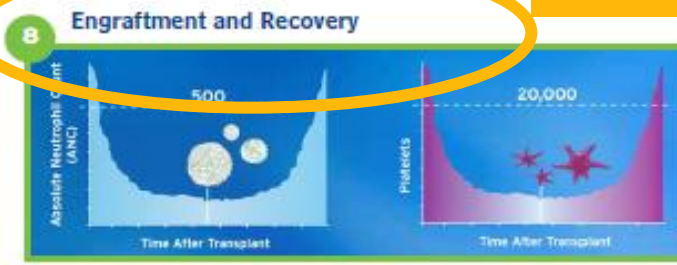 8
Engraftment and Recovery
Absolute Neutrophil Count
(ANC)
500
Time After Transplant
Platelets
20,000
Time After Transplant